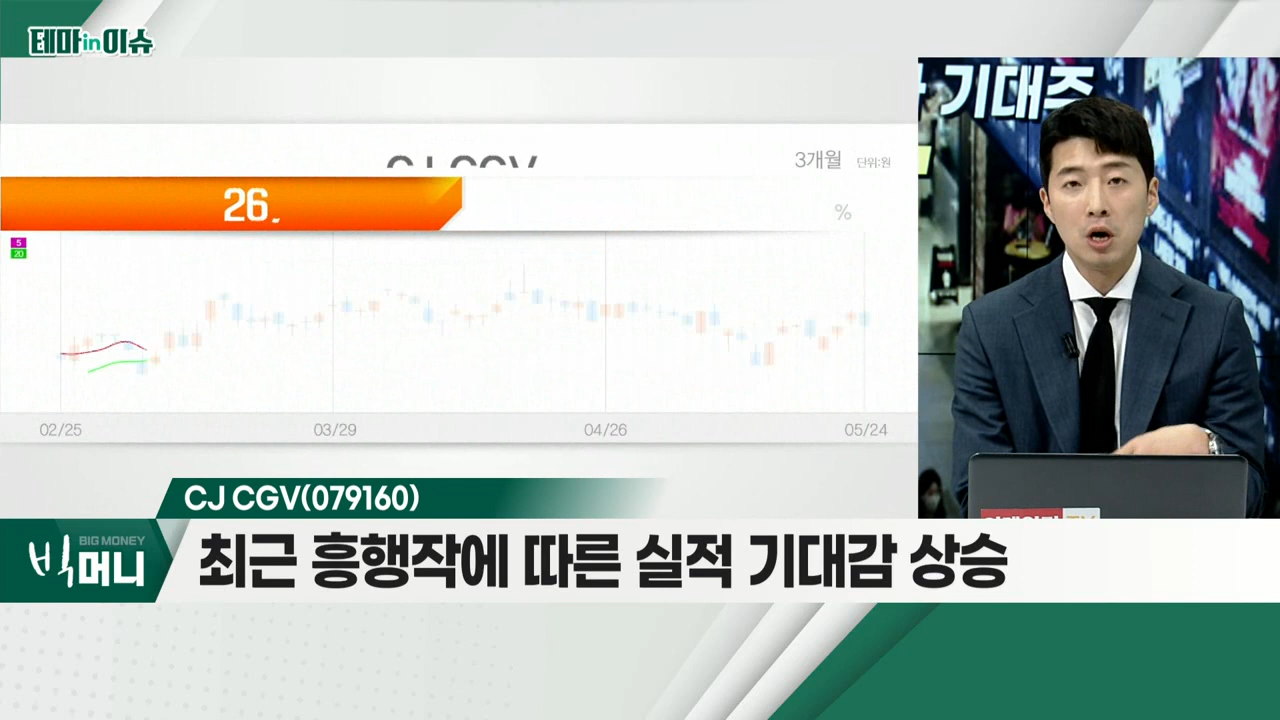 테마in이슈
기대주
CJ CGV
3개월 단위:원
26
%
5
20
02/25 03/29 04/26 05/24
CJ CGV(079160)
BIG MONEY
빅머니
최근 흥행작에 따른 실적 기대감 상승